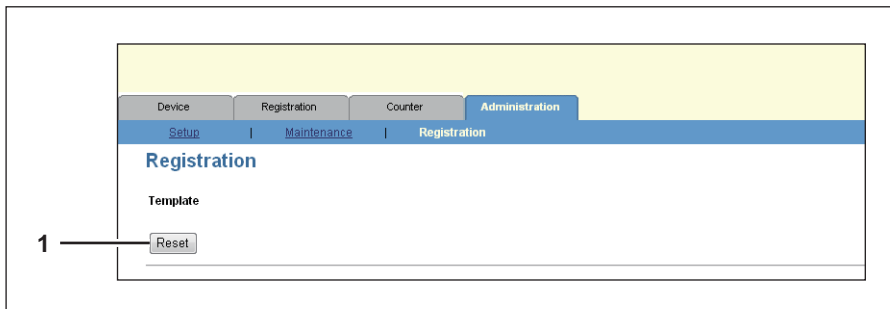 Device Registration Counter Administration
Setup | Maintenance | Registration
Registration
Template
1 Reset